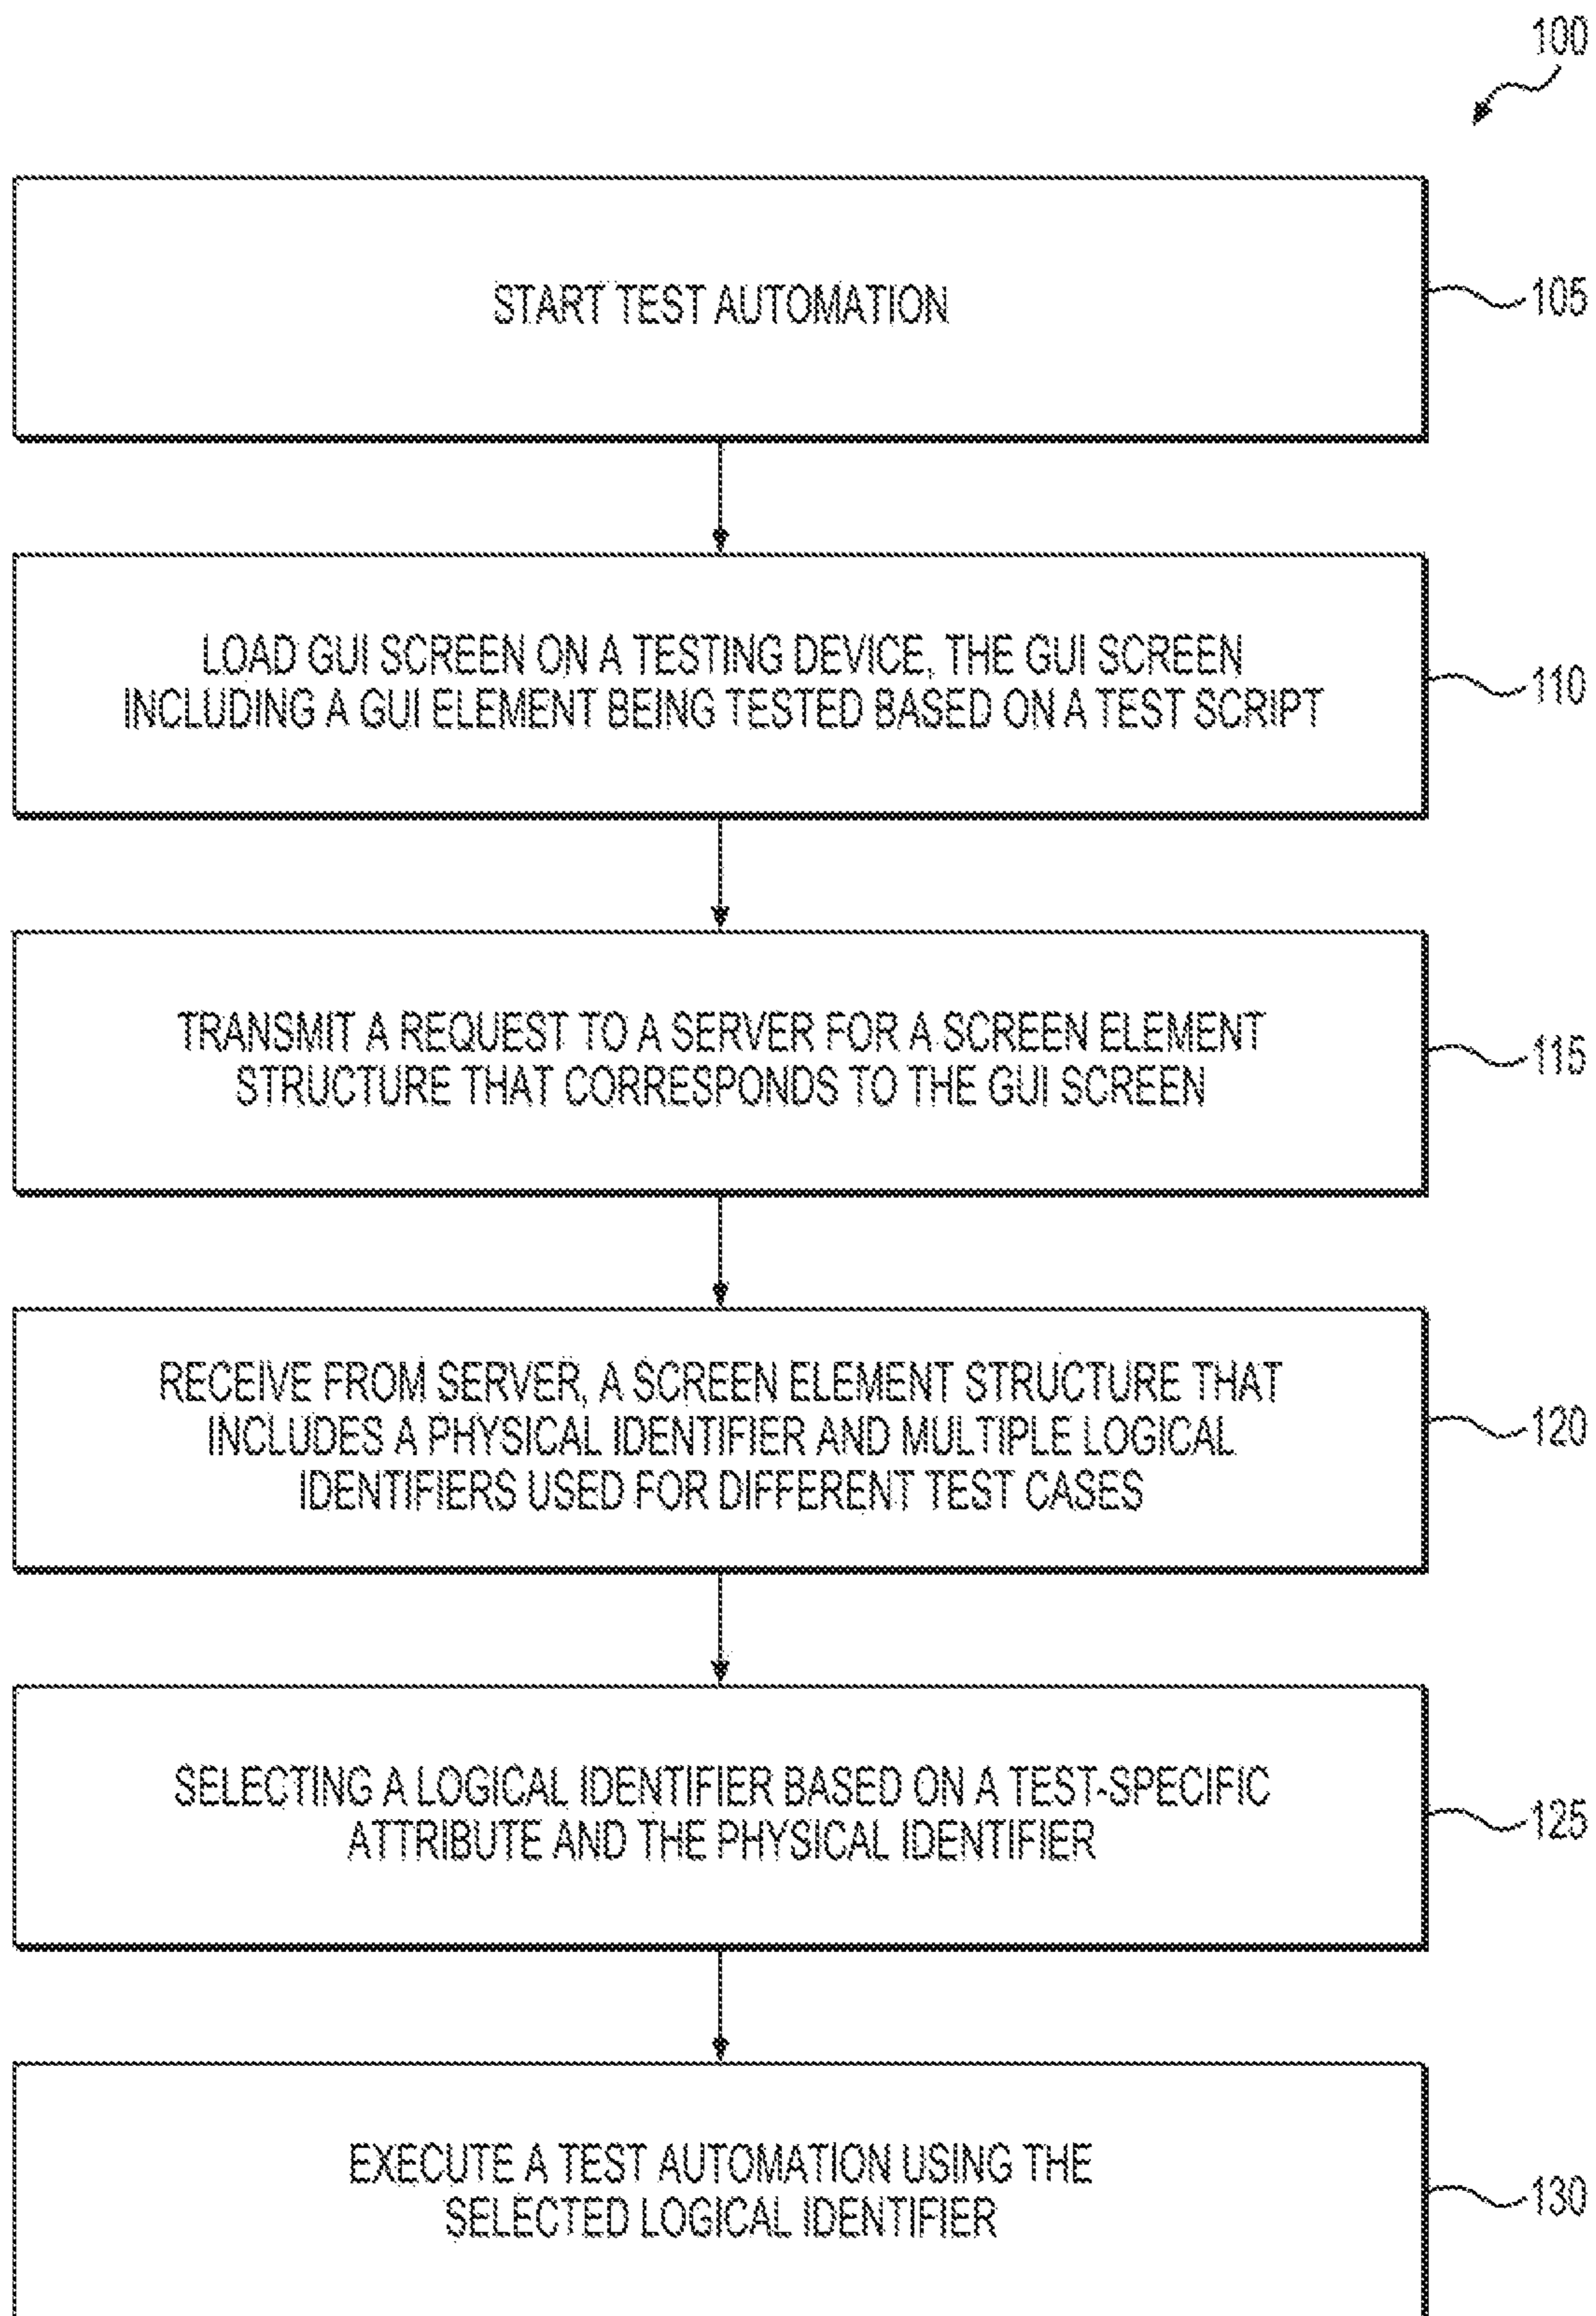 100
START TEST AUTOMATION
105
LOAD GUI SCREEN ON A TESTING DEVICE, THE GUI SCREEN
INCLUDING A GUI ELEMENT BEING TESTED BASED ON A TEST SCRIPT
110
TRANSMIT A REQUEST TO A SERVER FOR A SCREEN ELEMENT
STRUCTURE THAT CORRESPONDS TO THE GUI SCREEN
115
RECEIVE FROM SERVER, A SCREEN ELEMENT STRUCTURE THAT
INCLUDES A PHYSICAL IDENTIFIER AND MULTIPLE LOGICAL
IDENTIFIERS USED FOR DIFFERENT TEST CASES
120
SELECTING A LOGICAL IDENTIFIER BASED ON A TEST-SPECIFIC
ATTRIBUTE AND THE PHYSICAL IDENTIFIER
125
EXECUTE A TEST AUTOMATION USING THE
SELECTED LOGICAL IDENTIFIER
130